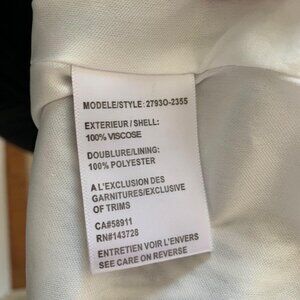 MODELE/STYLE: 2793O-2355
EXTERIEUR/SHELL:
100% VISCOSE
DOUBLURE/LINING:
100% POLYESTER
A L'EXCLUSION DES
GARNITURES/EXCLUSIVE
OF TRIMS
CA#58911
RN#143728
ENTRETIEN VOIR L'ENVERS
SEE CARE ON REVERSE